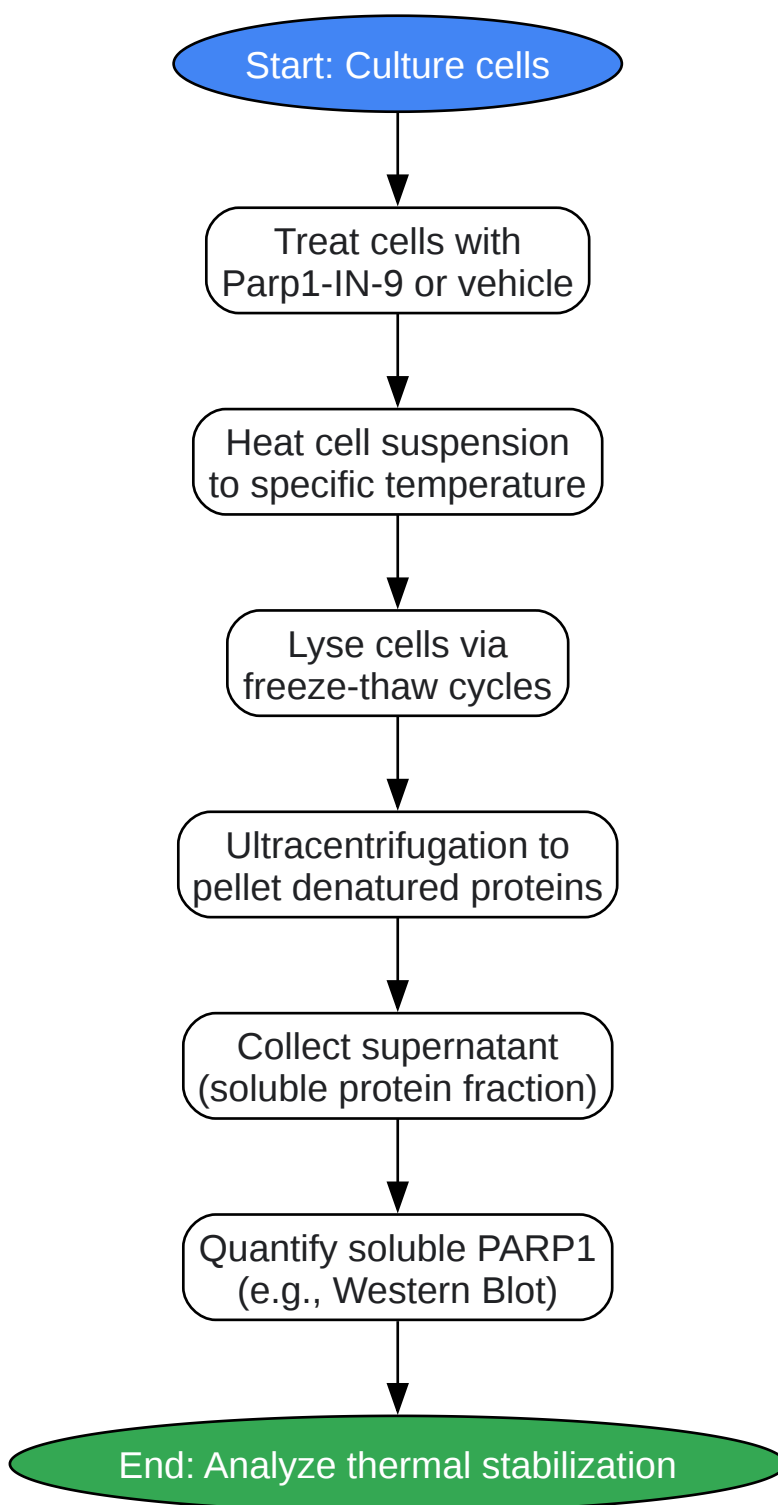 Start: Culture cells
Treat cells with
Parp1-IN-9 or vehicle
Heat cell suspension
to specific temperature
Lyse cells via
freeze-thaw cycles
Ultracentrifugation to
pellet denatured proteins
Collect supernatant
(soluble protein fraction)
Quantify soluble PARP1
(e.g., Western Blot)
End: Analyze thermal stabilization